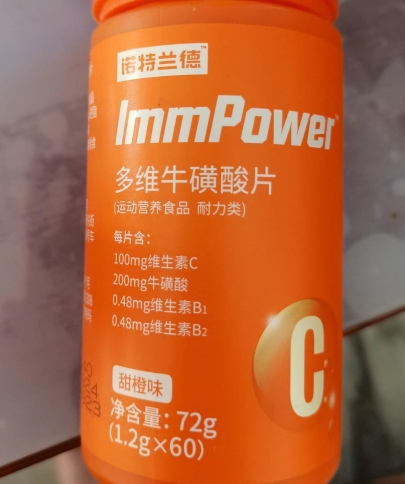 诺特兰德™
ImmPower™
多维牛磺酸片
(运动营养食品 耐力类)
每片含：
100mg维生素C
200mg牛磺酸
0.48mg维生素B₁
0.48mg维生素B₂
C
甜橙味
净含量：72g
(1.2g×60)